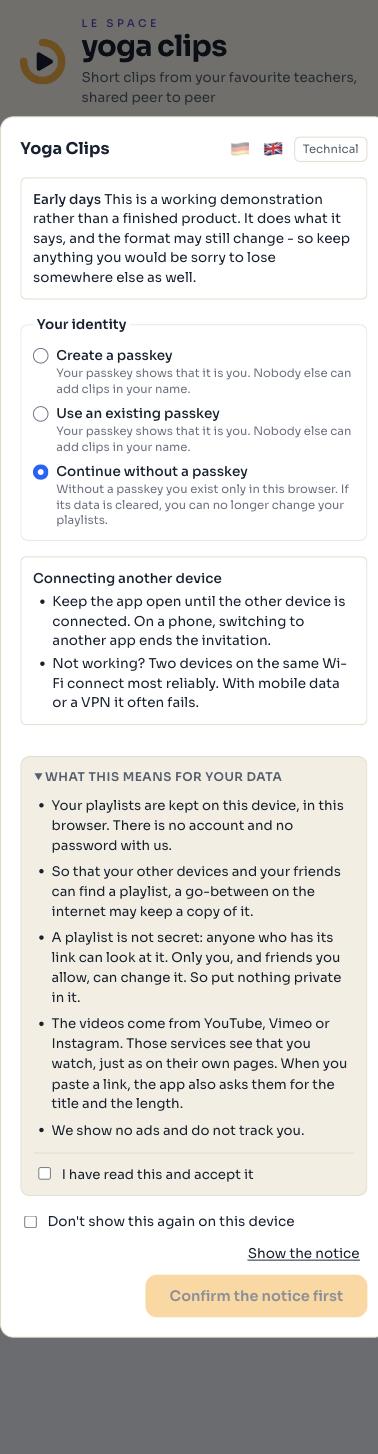 LE SPACE
yoga clips
Short clips from your favourite teachers,
shared peer to peer
Yoga Clips
Technical
Early days This is a working demonstration
rather than a finished product. It does what it
says, and the format may still change - so keep
anything you would be sorry to lose
somewhere else as well.
Your identity
Create a passkey
Your passkey shows that it is you. Nobody else can
add clips in your name.
Use an existing passkey
Your passkey shows that it is you. Nobody else can
add clips in your name.
Continue without a passkey
Without a passkey you exist only in this browser. If
its data is cleared, you can no longer change your
playlists.
Connecting another device
• Keep the app open until the other device is
connected. On a phone, switching to
another app ends the invitation.
• Not working? Two devices on the same Wi-
Fi connect most reliably. With mobile data
or a VPN it often fails.
▼ WHAT THIS MEANS FOR YOUR DATA
• Your playlists are kept on this device, in this
browser. There is no account and no
password with us.
• So that your other devices and your friends
can find a playlist, a go-between on the
internet may keep a copy of it.
• A playlist is not secret: anyone who has its
link can look at it. Only you, and friends you
allow, can change it. So put nothing private
in it.
• The videos come from YouTube, Vimeo or
Instagram. Those services see that you
watch, just as on their own pages. When you
paste a link, the app also asks them for the
title and the length.
• We show no ads and do not track you.
I have read this and accept it
Don't show this again on this device
Show the notice
Confirm the notice first